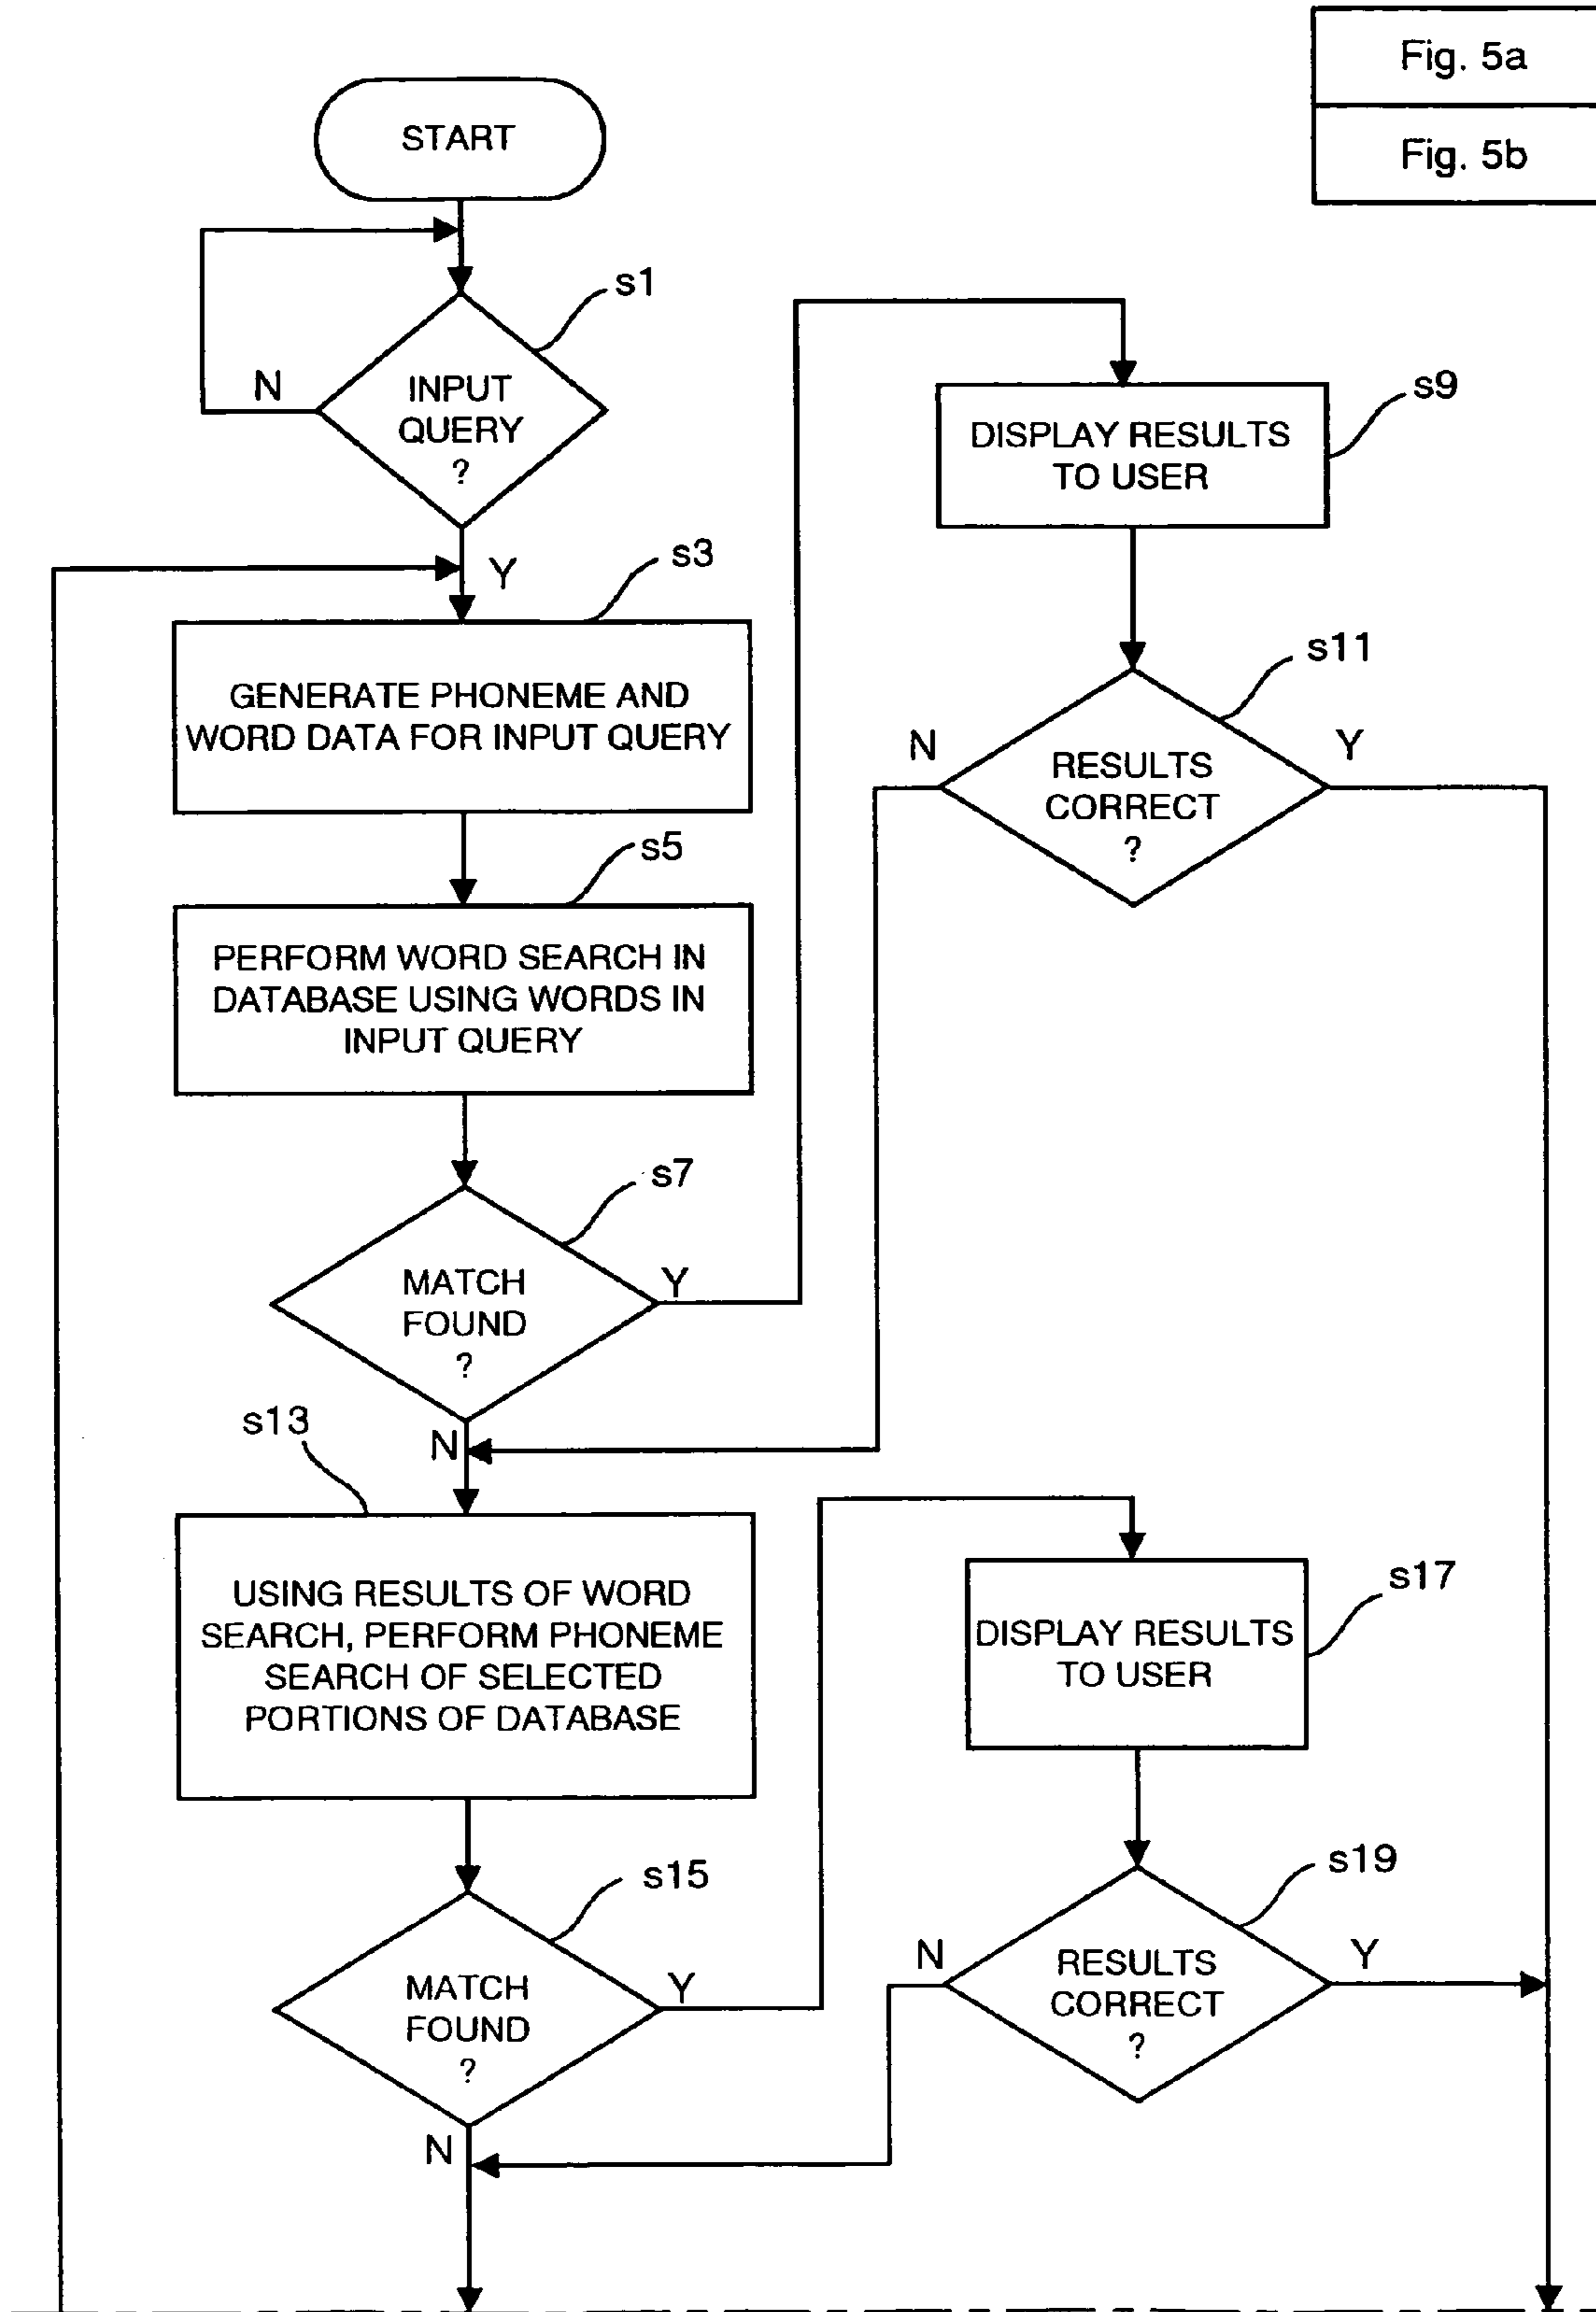 Fig. 5a
Fig. 5b
START
s1
N
INPUT
QUERY
?
Y
s3
GENERATE PHONEME AND
WORD DATA FOR INPUT QUERY
s5
PERFORM WORD SEARCH IN
DATABASE USING WORDS IN
INPUT QUERY
s7
MATCH
FOUND
?
Y
N
s9
DISPLAY RESULTS
TO USER
s11
N
RESULTS
CORRECT
?
Y
s13
USING RESULTS OF WORD
SEARCH, PERFORM PHONEME
SEARCH OF SELECTED
PORTIONS OF DATABASE
s15
MATCH
FOUND
?
Y
N
s17
DISPLAY RESULTS
TO USER
s19
N
RESULTS
CORRECT
?
Y